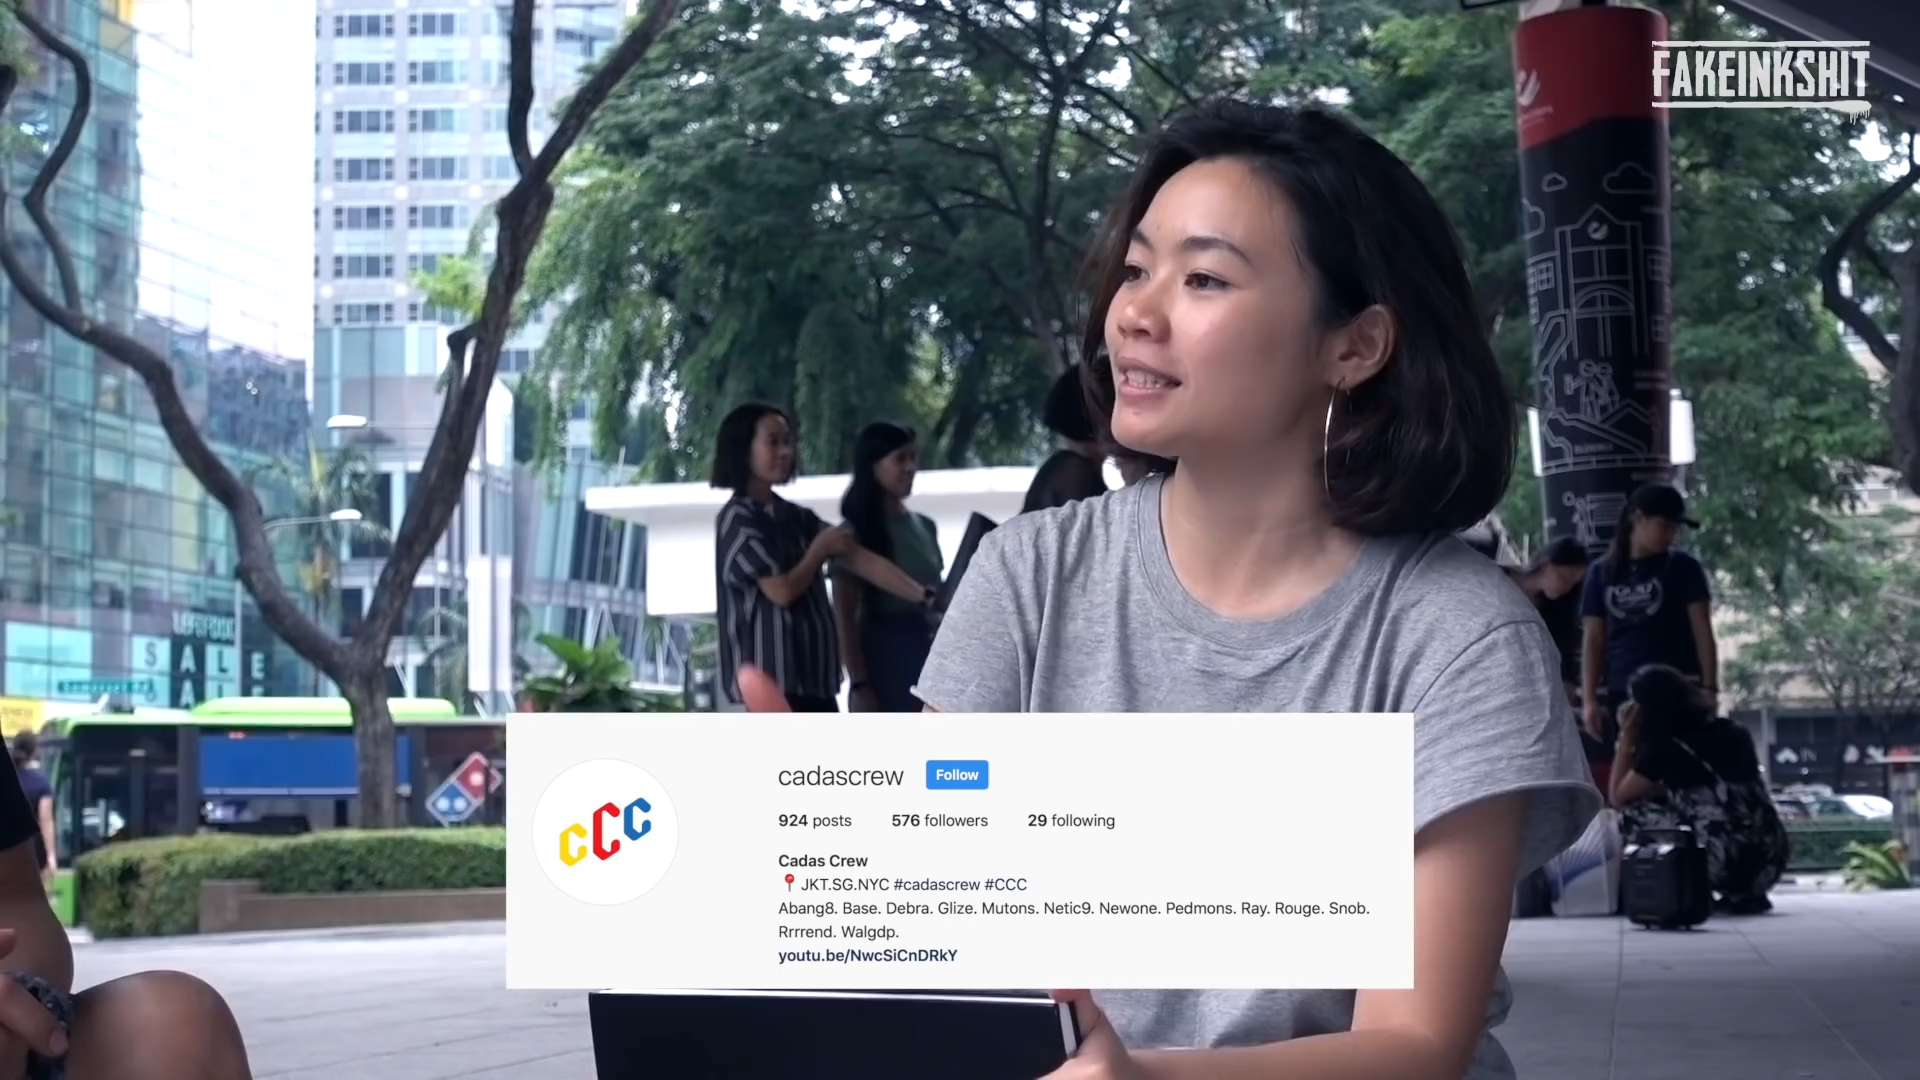 FAKEINKSHIT
SALE
cadascrew Follow
924 posts 576 followers 29 following
Cadas Crew
📍 JKT.SG.NYC #cadascrew #CCC
Abang8. Base. Debra. Glize. Mutons. Netic9. Newone. Pedmons. Ray. Rouge. Snob.
Rrrrend. Walgdp.
youtu.be/NwcSiCnDRkY
CCC